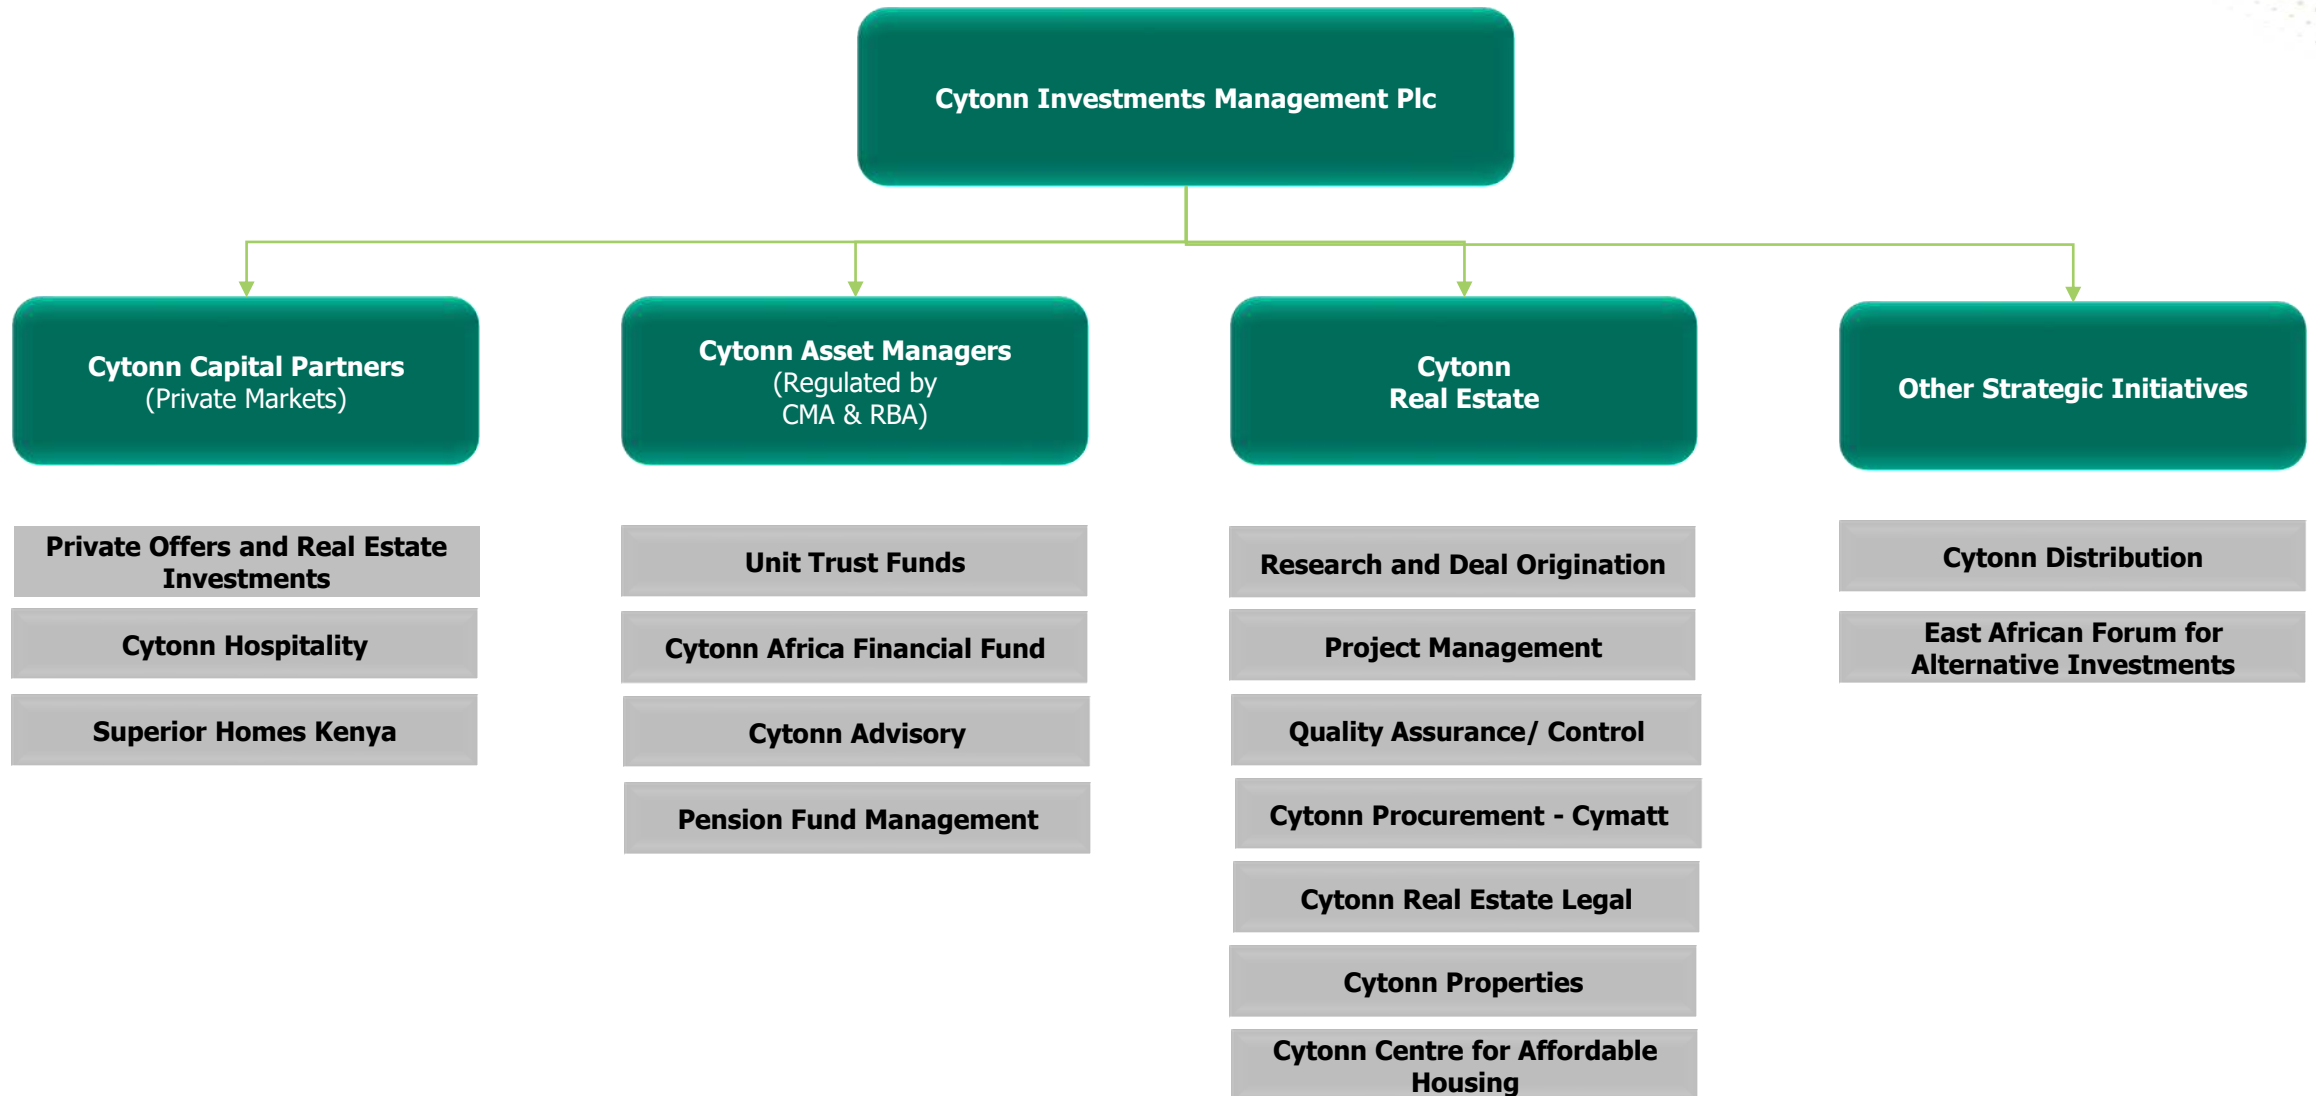 Cytonn Investments Management Plc
Cytonn Capital Partners
(Private Markets)
Cytonn Asset Managers
(Regulated by
CMA & RBA)
Cytonn
Real Estate
Other Strategic Initiatives
Private Offers and Real Estate
Investments
Cytonn Hospitality
Superior Homes Kenya
Unit Trust Funds
Cytonn Africa Financial Fund
Cytonn Advisory
Pension Fund Management
Research and Deal Origination
Project Management
Quality Assurance/ Control
Cytonn Procurement - Cymatt
Cytonn Real Estate Legal
Cytonn Properties
Cytonn Centre for Affordable
Housing
Cytonn Distribution
East African Forum for
Alternative Investments